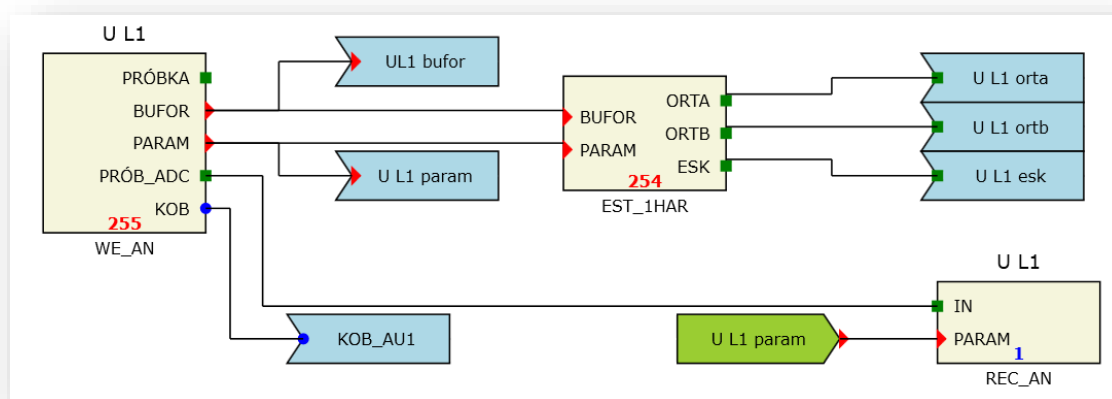 U L1
PRÓBKA
BUFOR
PARAM
PRÓB_ADC
KOB
255
WE_AN
UL1 bufor
U L1 param
BUFOR
PARAM
ORTA
ORTB
ESK
254
EST_1HAR
U L1 orta
U L1 ortb
U L1 esk
KOB_AU1
U L1 param
U L1
IN
PARAM
1
REC_AN